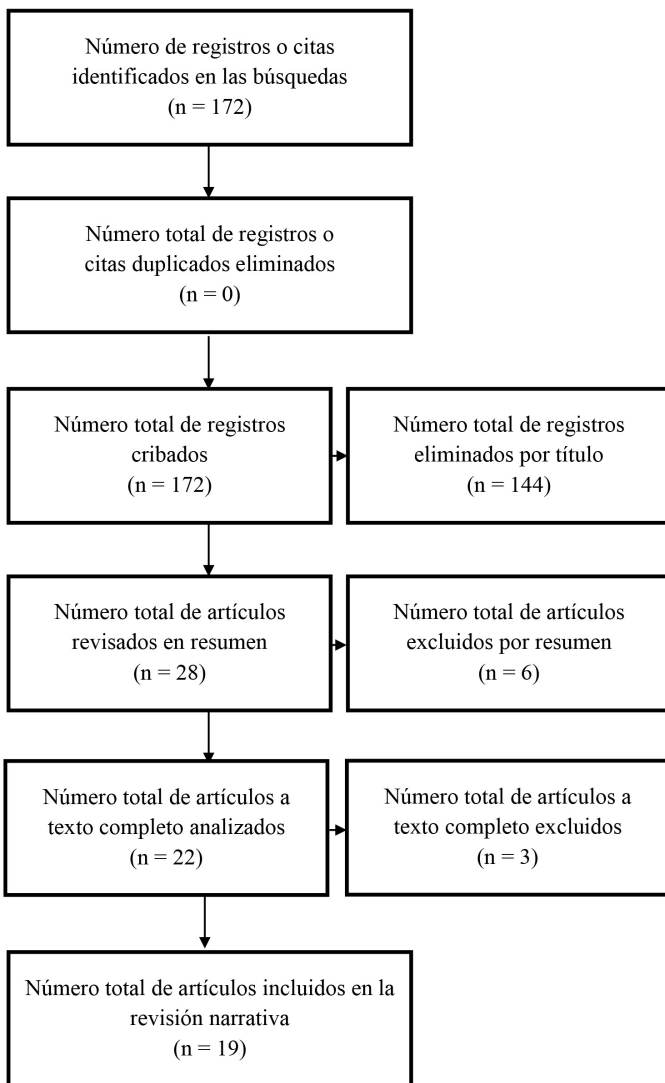 Número de registros o citas
identificados en las búsquedas
(n = 172)
Número total de registros o
citas duplicados eliminados
(n = 0)
Número total de registros
cribados
(n = 172)
Número total de registros
eliminados por título
(n = 144)
Número total de artículos
revisados en resumen
(n = 28)
Número total de artículos
excluidos por resumen
(n = 6)
Número total de artículos a
texto completo analizados
(n = 22)
Número total de artículos a
texto completo excluidos
(n = 3)
Número total de artículos incluidos en la
revisión narrativa
(n = 19)